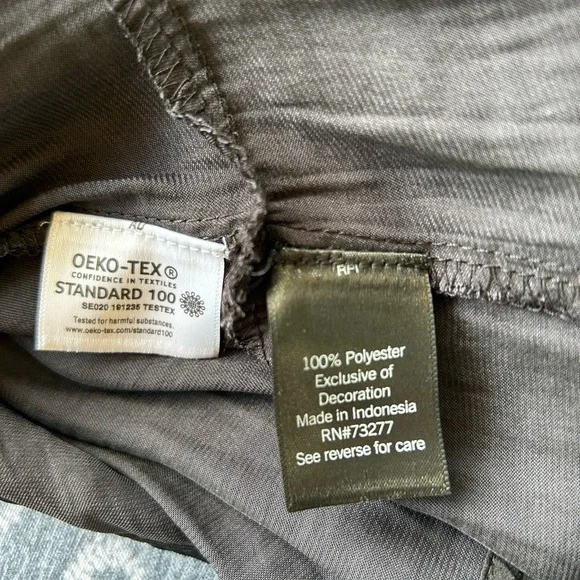 OEKO-TEX®
CONFIDENCE IN TEXTILES
STANDARD 100
SE020 191235 TESTEX
Tested for harmful substances.
www.oeko-tex.com/standard100
100% Polyester
Exclusive of
Decoration
Made in Indonesia
RN#73277
See reverse for care